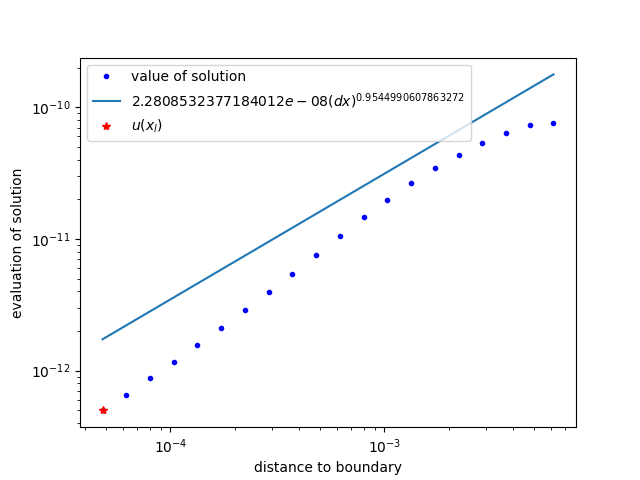 value of solution
2.2808532377184012e − 08(dx)^0.9544990607863272
u(x_l)
10^−10
10^−11
10^−12
evaluation of solution
10^−4
10^−3
distance to boundary